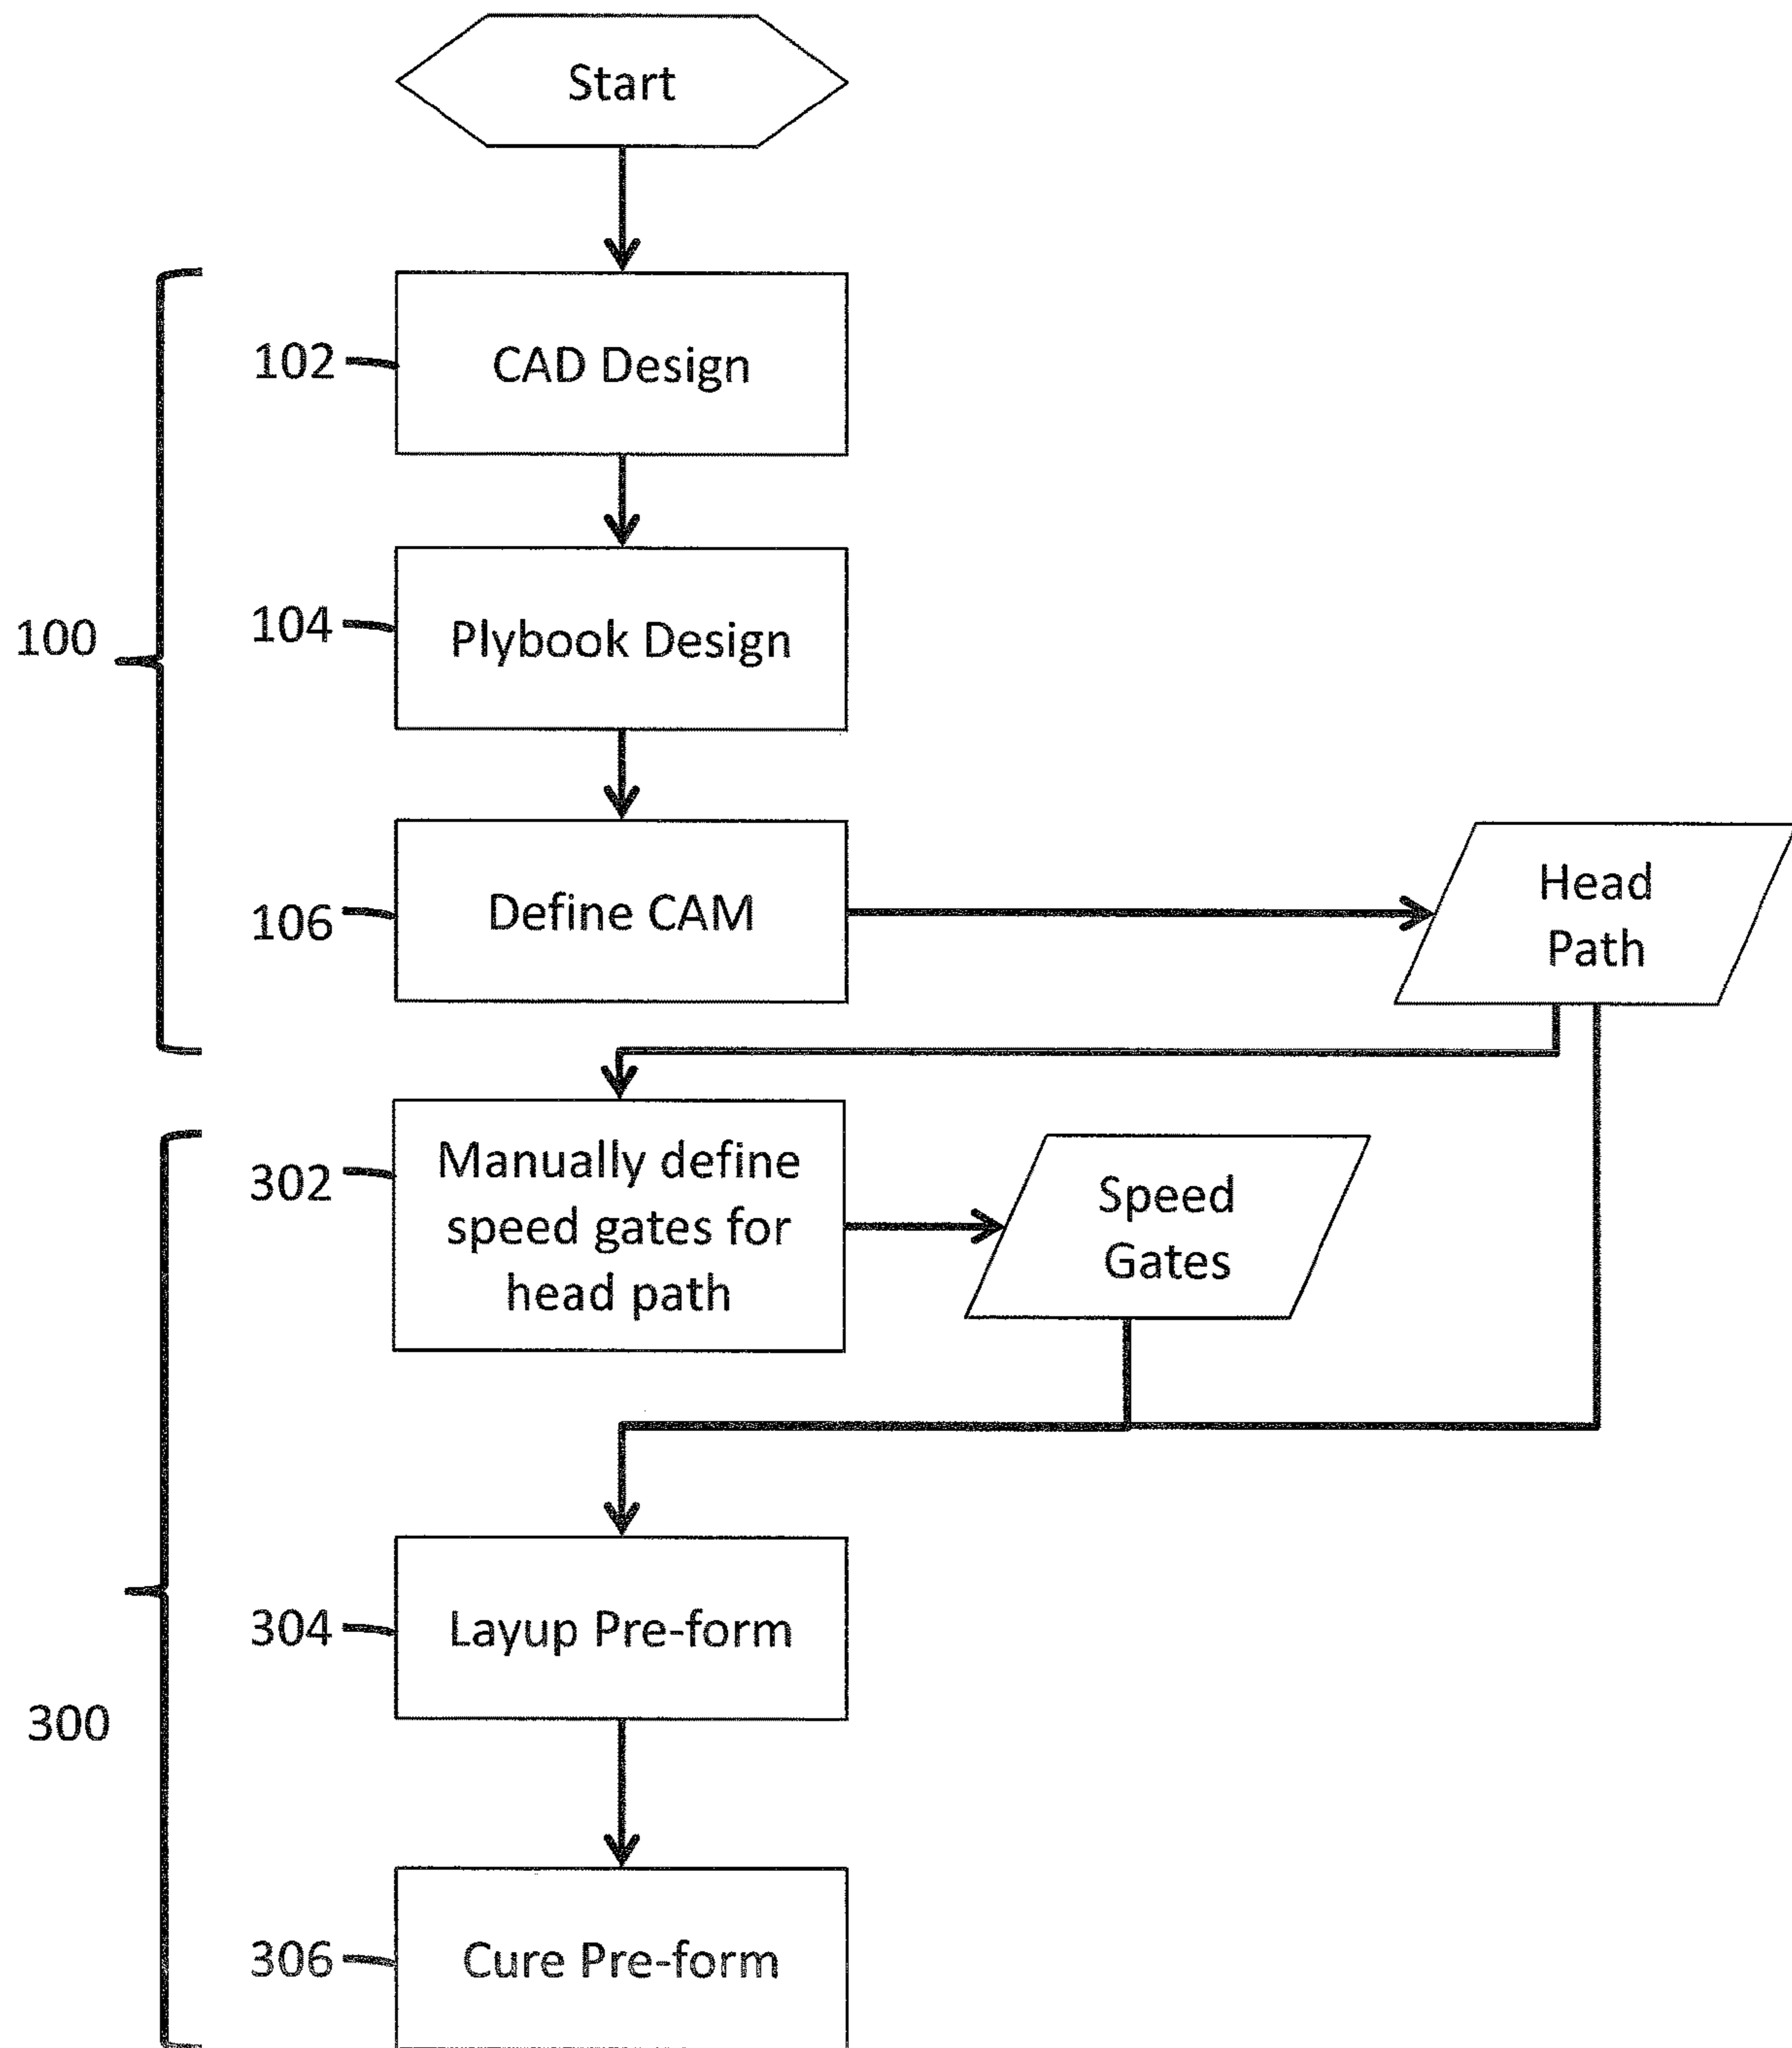 Start
102
CAD Design
100
104
Plybook Design
106
Define CAM
Head
Path
302
Manually define
speed gates for
head path
Speed
Gates
304
Layup Pre-form
300
306
Cure Pre-form